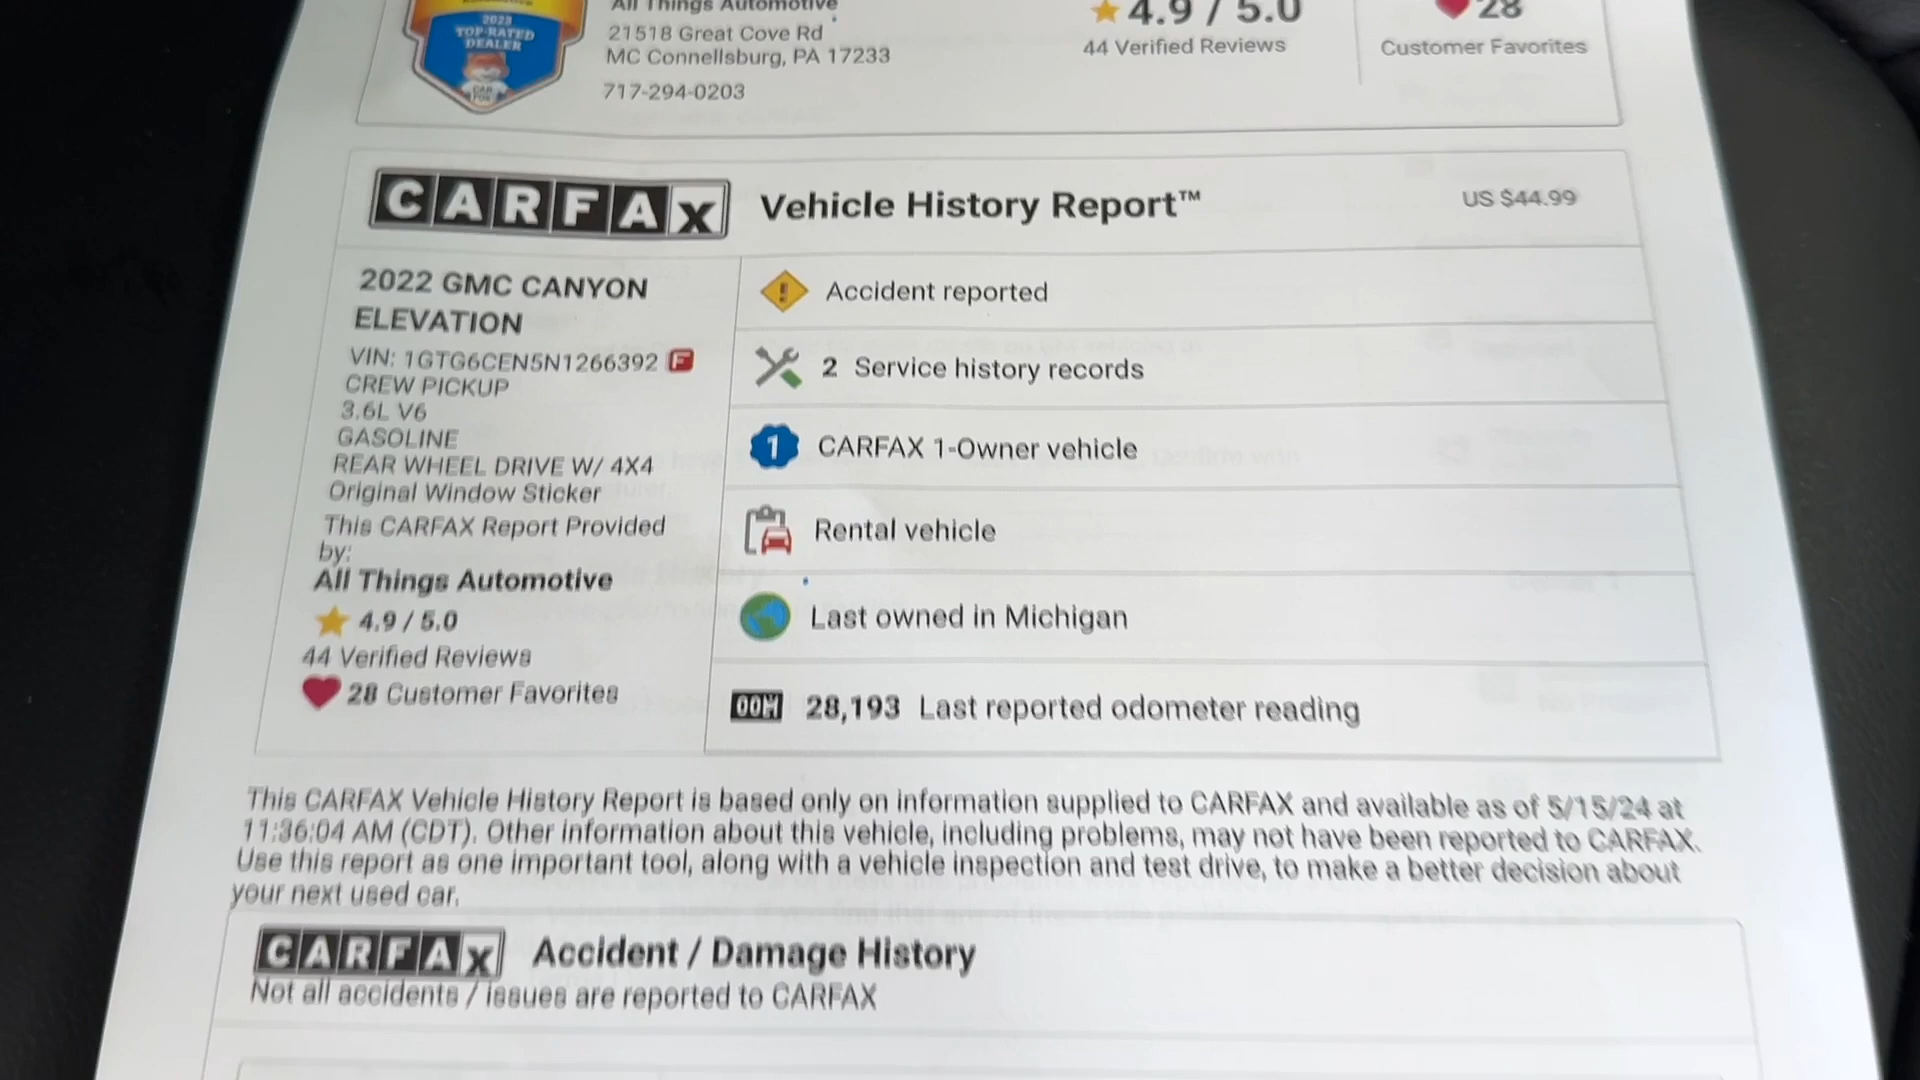 2023
TOP-RATED
DEALER
CAR
FOX
All Things Automotive
21518 Great Cove Rd
MC Connellsburg, PA 17233
717-294-0203
4.9 / 5.0
44 Verified Reviews
28
Customer Favorites
CARFAX Vehicle History Report™ US $44.99
2022 GMC CANYON
ELEVATION
VIN: 1GTG6CEN5N1266392 F
CREW PICKUP
3.6L V6
GASOLINE
REAR WHEEL DRIVE W/ 4X4
Original Window Sticker
This CARFAX Report Provided
by:
All Things Automotive
4.9 / 5.0
44 Verified Reviews
28 Customer Favorites
Accident reported
2 Service history records
1 CARFAX 1-Owner vehicle
Rental vehicle
Last owned in Michigan
28,193 Last reported odometer reading
This CARFAX Vehicle History Report is based only on information supplied to CARFAX and available as of 5/15/24 at
11:36:04 AM (CDT). Other information about this vehicle, including problems, may not have been reported to CARFAX.
Use this report as one important tool, along with a vehicle inspection and test drive, to make a better decision about
your next used car.
CARFAX Accident / Damage History
Not all accidents / issues are reported to CARFAX